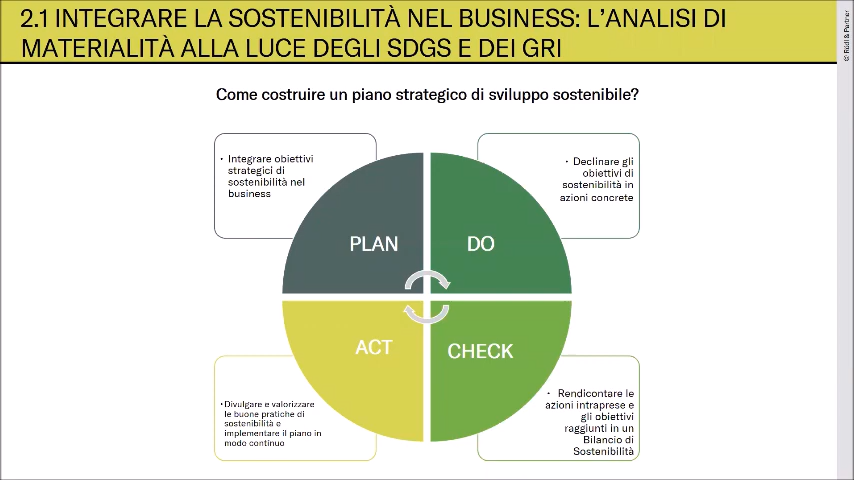 2.1 INTEGRARE LA SOSTENIBILITÀ NEL BUSINESS: L’ANALISI DI
MATERIALITÀ ALLA LUCE DEGLI SDGS E DEI GRI
© Rödl & Partner
Come costruire un piano strategico di sviluppo sostenibile?
• Integrare obiettivi
strategici di
sostenibilità nel
business
• Declinare gli
obiettivi di
sostenibilità in
azioni concrete
PLAN
DO
ACT
CHECK
• Divulgare e valorizzare
le buone pratiche di
sostenibilità e
implementare il piano in
modo continuo
• Rendicontare le
azioni intraprese e
gli obiettivi
raggiunti in un
Bilancio di
Sostenibilità